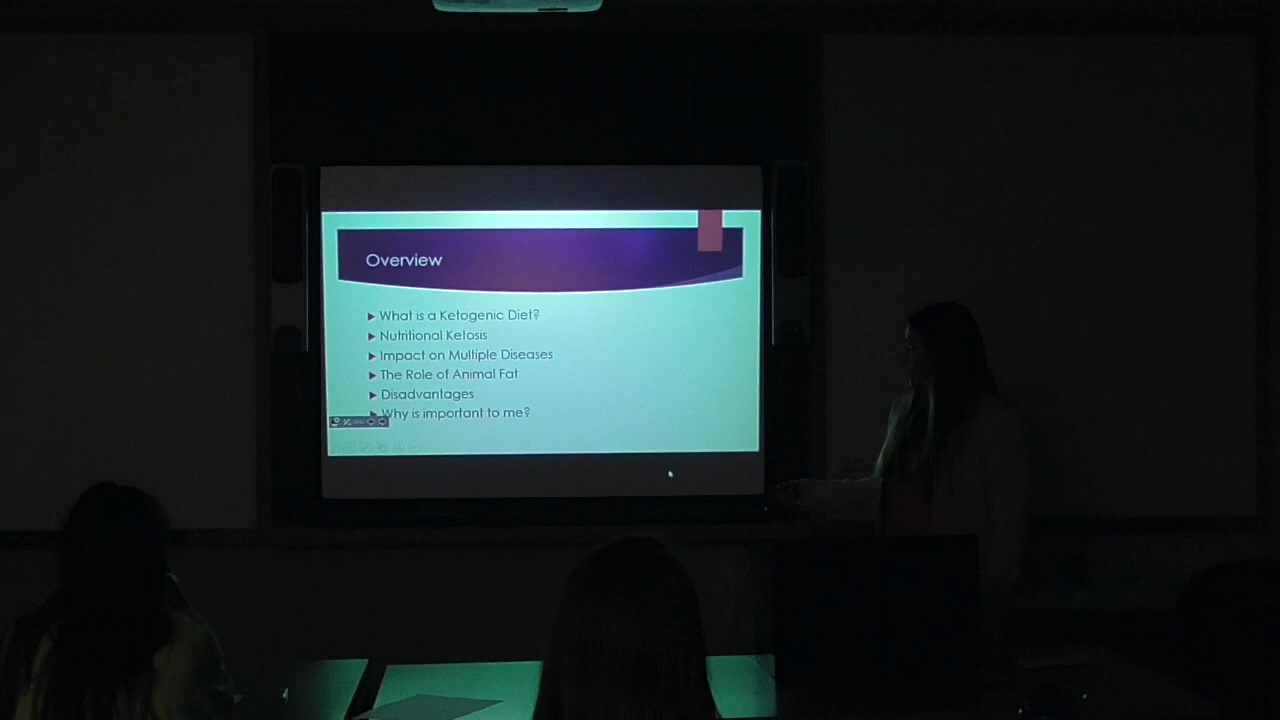 Overview
What is a Ketogenic Diet?
Nutritional Ketosis
Impact on Multiple Diseases
The Role of Animal Fat
Disadvantages
Why is important to me?